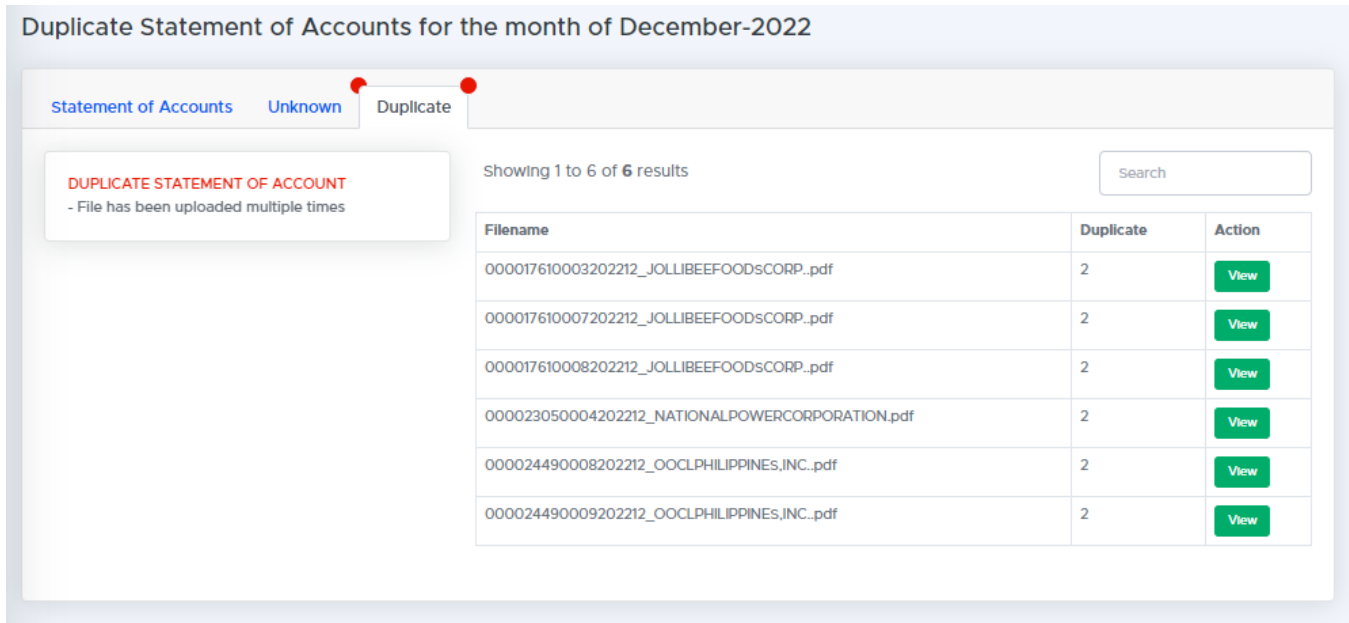 Duplicate Statement of Accounts for the month of December-2022
Statement of Accounts Unknown Duplicate
DUPLICATE STATEMENT OF ACCOUNT
- File has been uploaded multiple times
Showing 1 to 6 of 6 results
Search
Filename Duplicate Action
000017610003202212_JOLLIBEEFOODSCORP..pdf 2 View
000017610007202212_JOLLIBEEFOODSCORP..pdf 2 View
000017610008202212_JOLLIBEEFOODSCORP..pdf 2 View
000023050004202212_NATIONALPOWERCORPORATION.pdf 2 View
000024490008202212_OOCLPHILIPPINES,INC..pdf 2 View
000024490009202212_OOCLPHILIPPINES,INC..pdf 2 View